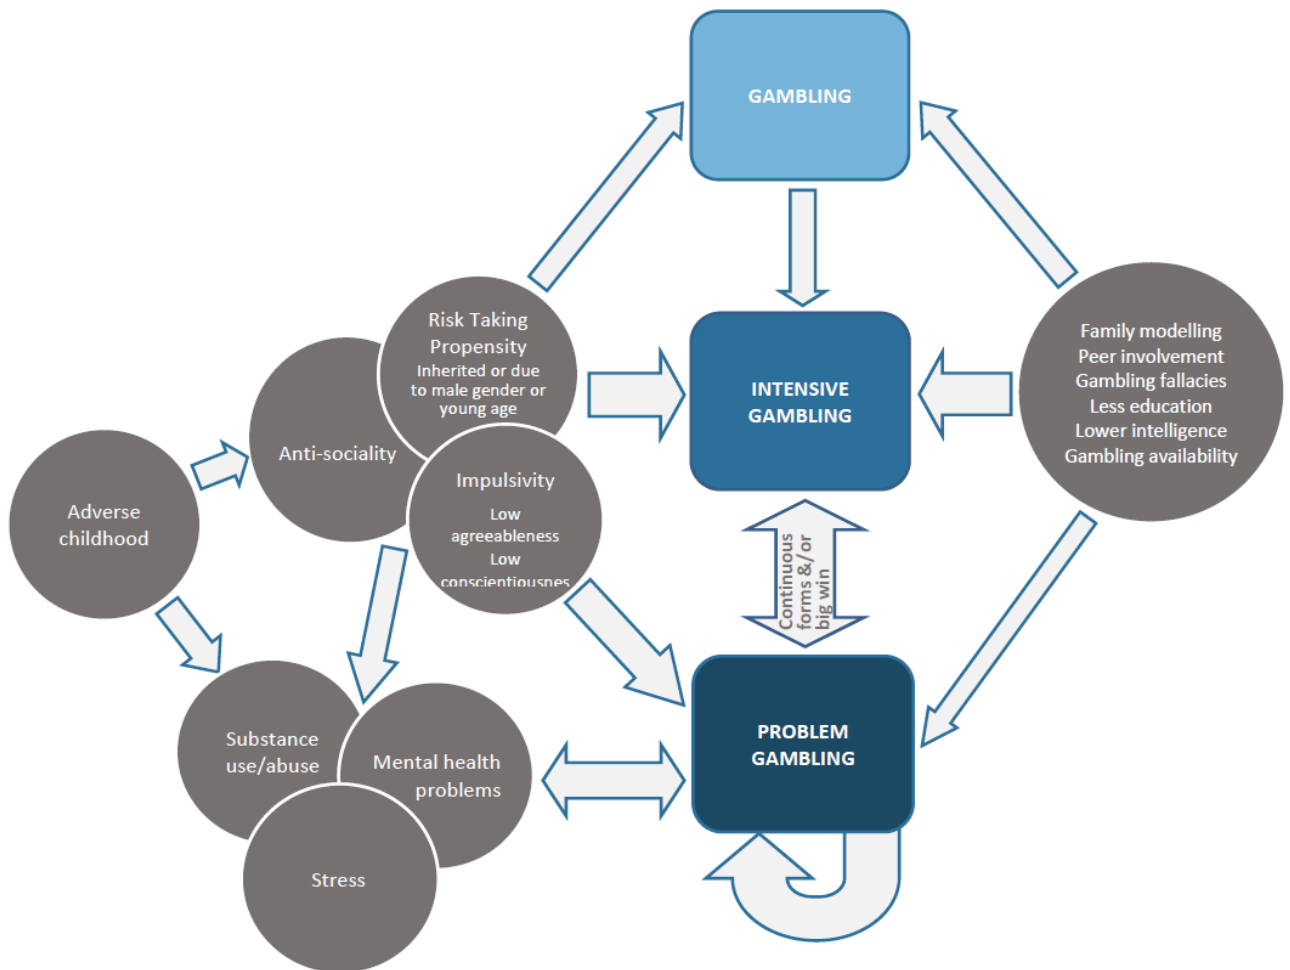 GAMBLING
Risk Taking
Propensity
Inherited or due
to male gender or
young age
INTENSIVE
GAMBLING
Family modelling
Peer involvement
Gambling fallacies
Less education
Lower intelligence
Gambling availability
Anti-sociality
Impulsivity
Low
agreeableness
Low
conscientiousnes
Adverse
childhood
Continuous
forms &/or
big win
Substance
use/abuse
Mental health
problems
PROBLEM
GAMBLING
Stress